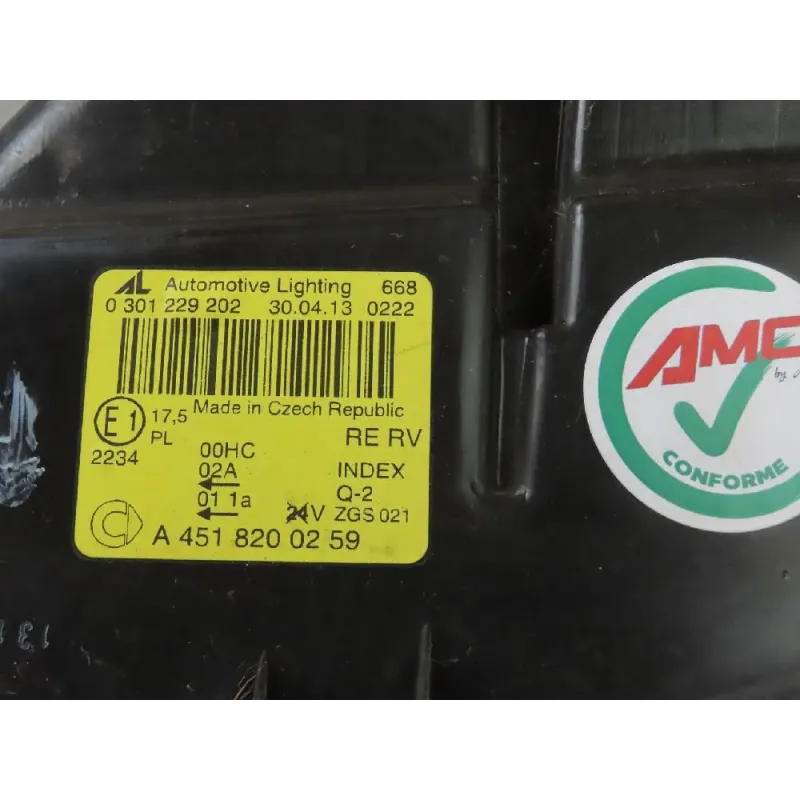 AL Automotive Lighting 668
0 301 229 202 30.04.13 0222
Made in Czech Republic
E1 17,5
PL
2234
RE RV
00HC
02A INDEX
01 1a Q-2
24V ZGS 021
A 451 820 02 59
AMC
by
CONFORME